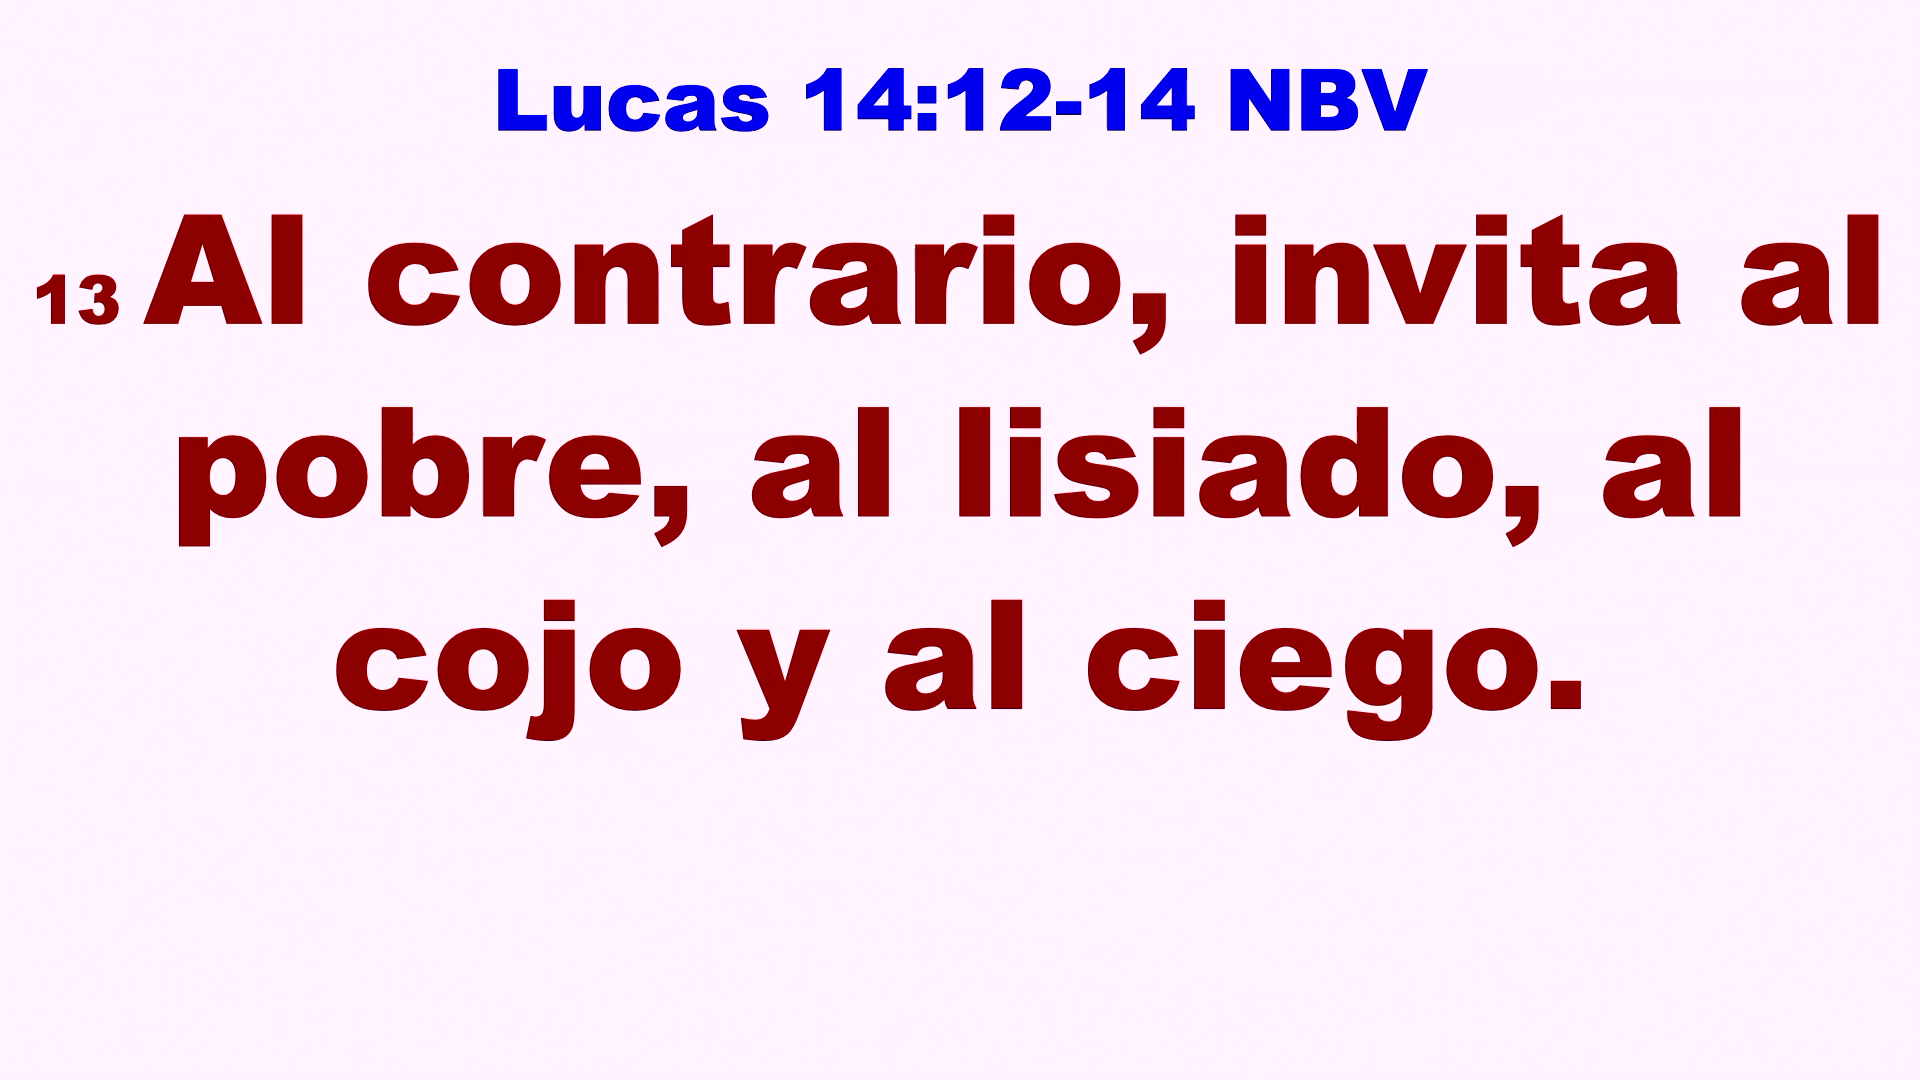 Lucas 14:12-14 NBV
13 Al contrario, invita al
pobre, al lisiado, al
cojo y al ciego.